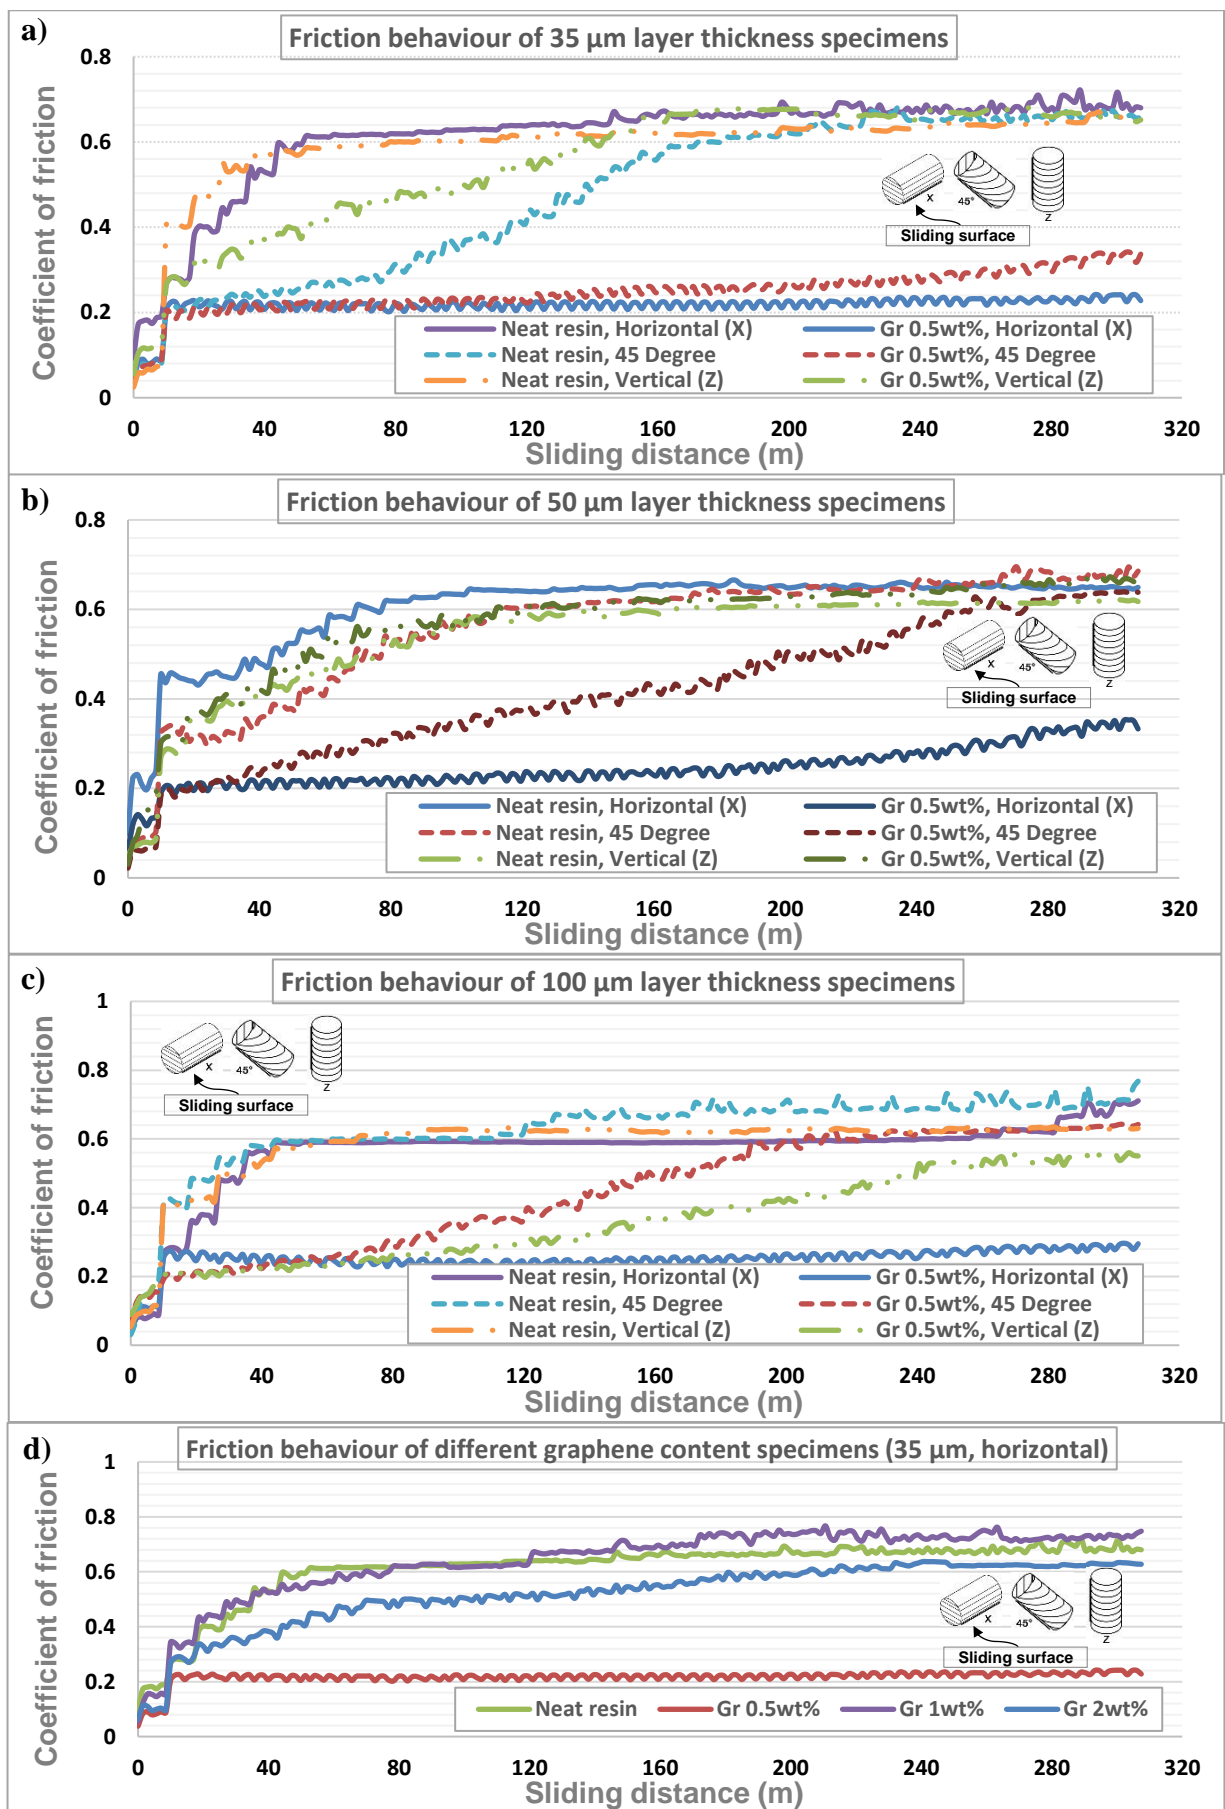 a)
Friction behaviour of 35 µm layer thickness specimens
Coefficient of friction
0.8
0.6
0.4
0.2
0
X
45°
Z
Sliding surface
Neat resin, Horizontal (X)
Gr 0.5wt%, Horizontal (X)
Neat resin, 45 Degree
Gr 0.5wt%, 45 Degree
Neat resin, Vertical (Z)
Gr 0.5wt%, Vertical (Z)
0 40 80 120 160 200 240 280 320
Sliding distance (m)
b)
Friction behaviour of 50 µm layer thickness specimens
Coefficient of friction
0.8
0.6
0.4
0.2
0
X
45°
Z
Sliding surface
Neat resin, Horizontal (X)
Gr 0.5wt%, Horizontal (X)
Neat resin, 45 Degree
Gr 0.5wt%, 45 Degree
Neat resin, Vertical (Z)
Gr 0.5wt%, Vertical (Z)
0 40 80 120 160 200 240 280 320
Sliding distance (m)
c)
Friction behaviour of 100 µm layer thickness specimens
Coefficient of friction
1
0.8
0.6
0.4
0.2
0
X
45°
Z
Sliding surface
Neat resin, Horizontal (X)
Gr 0.5wt%, Horizontal (X)
Neat resin, 45 Degree
Gr 0.5wt%, 45 Degree
Neat resin, Vertical (Z)
Gr 0.5wt%, Vertical (Z)
0 40 80 120 160 200 240 280 320
Sliding distance (m)
d)
Friction behaviour of different graphene content specimens (35 µm, horizontal)
Coefficient of friction
1
0.8
0.6
0.4
0.2
0
X
45°
Z
Sliding surface
Neat resin Gr 0.5wt% Gr 1wt% Gr 2wt%
0 40 80 120 160 200 240 280 320
Sliding distance (m)